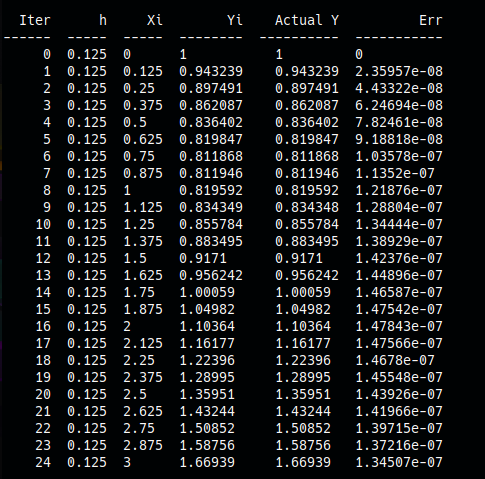 Iter h Xi Yi Actual Y Err
------ ----- ----- -------- ---------- -----------
0 0.125 0 1 1 0
1 0.125 0.125 0.943239 0.943239 2.35957e-08
2 0.125 0.25 0.897491 0.897491 4.43322e-08
3 0.125 0.375 0.862087 0.862087 6.24694e-08
4 0.125 0.5 0.836402 0.836402 7.82461e-08
5 0.125 0.625 0.819847 0.819847 9.18818e-08
6 0.125 0.75 0.811868 0.811868 1.03578e-07
7 0.125 0.875 0.811946 0.811946 1.1352e-07
8 0.125 1 0.819592 0.819592 1.21876e-07
9 0.125 1.125 0.834349 0.834348 1.28804e-07
10 0.125 1.25 0.855784 0.855784 1.34444e-07
11 0.125 1.375 0.883495 0.883495 1.38929e-07
12 0.125 1.5 0.9171 0.9171 1.42376e-07
13 0.125 1.625 0.956242 0.956242 1.44896e-07
14 0.125 1.75 1.00059 1.00059 1.46587e-07
15 0.125 1.875 1.04982 1.04982 1.47542e-07
16 0.125 2 1.10364 1.10364 1.47843e-07
17 0.125 2.125 1.16177 1.16177 1.47566e-07
18 0.125 2.25 1.22396 1.22396 1.4678e-07
19 0.125 2.375 1.28995 1.28995 1.45548e-07
20 0.125 2.5 1.35951 1.35951 1.43926e-07
21 0.125 2.625 1.43244 1.43244 1.41966e-07
22 0.125 2.75 1.50852 1.50852 1.39715e-07
23 0.125 2.875 1.58756 1.58756 1.37216e-07
24 0.125 3 1.66939 1.66939 1.34507e-07